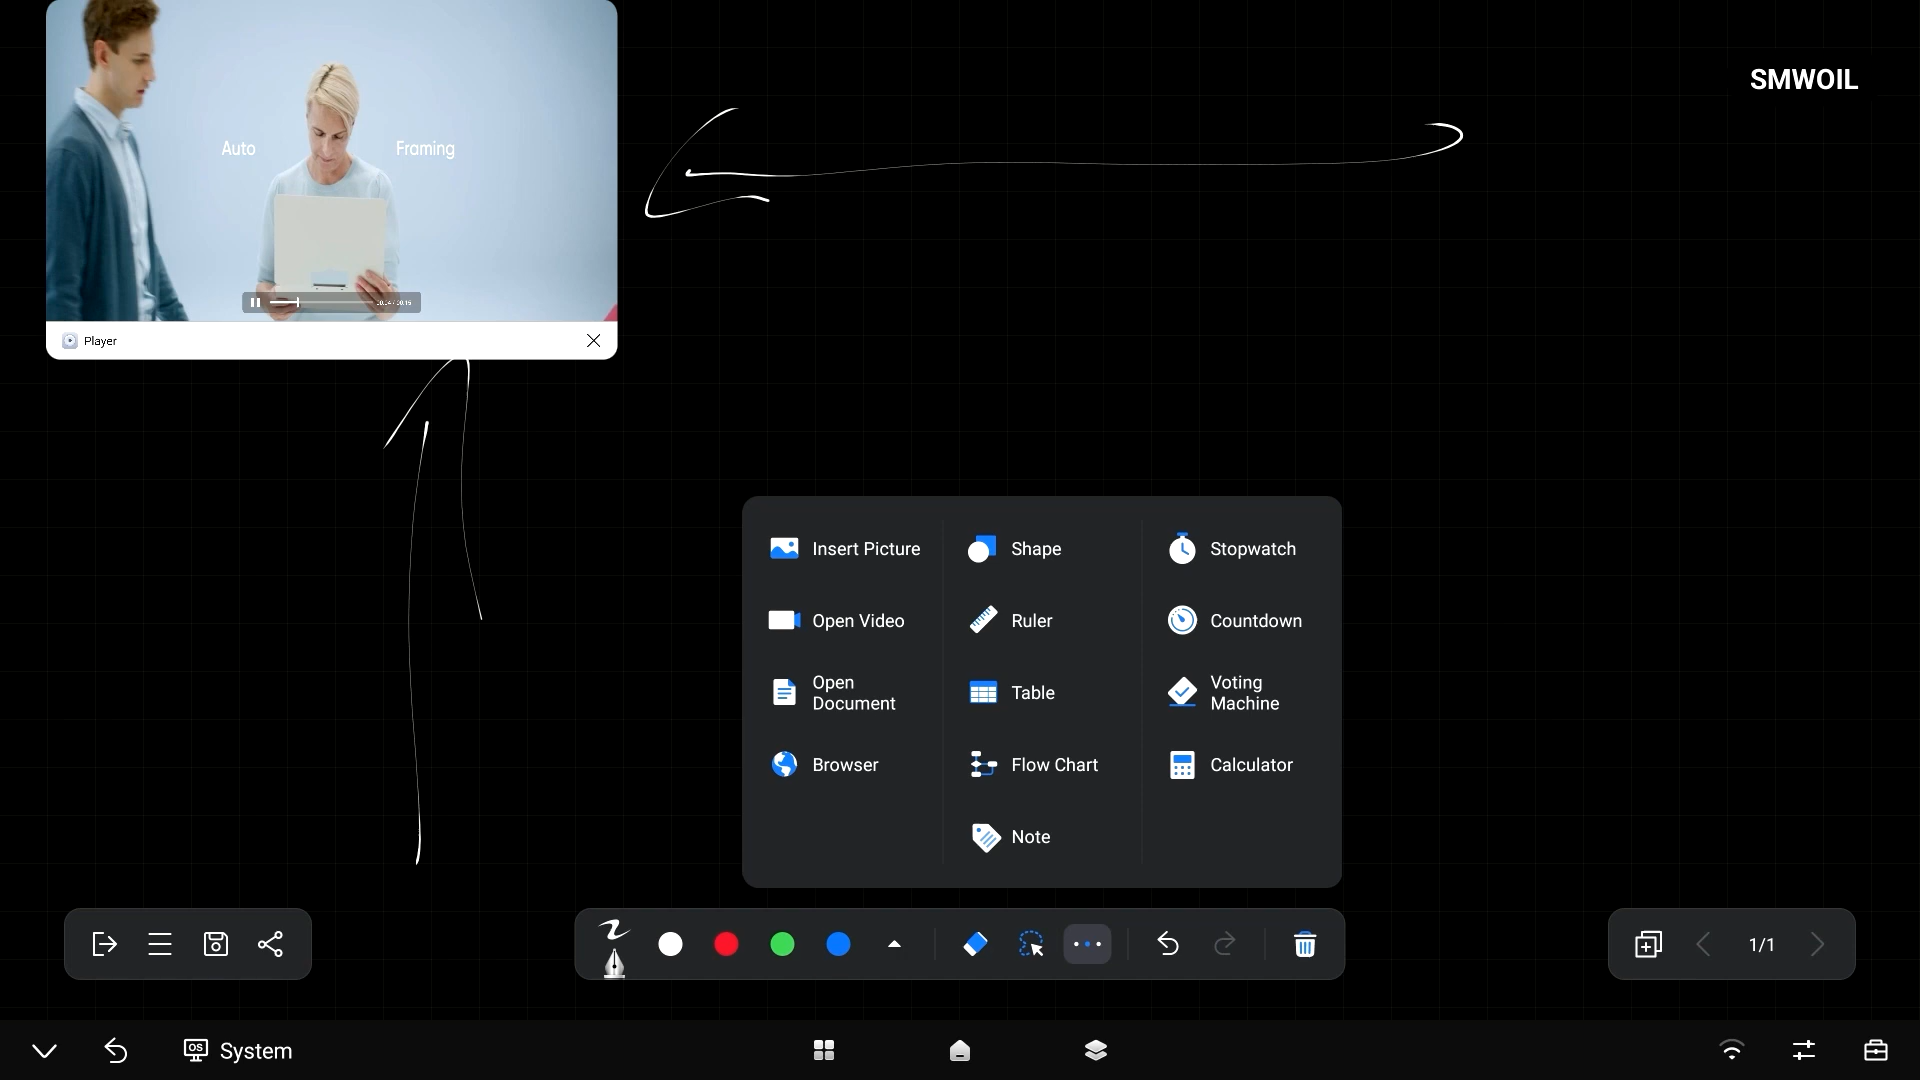 Auto Framing
SMWOIL
Player
Insert Picture
Shape
Stopwatch
Open Video
Ruler
Countdown
Open
Document
Table
Voting
Machine
Browser
Flow Chart
Calculator
Note
1/1
OS
System